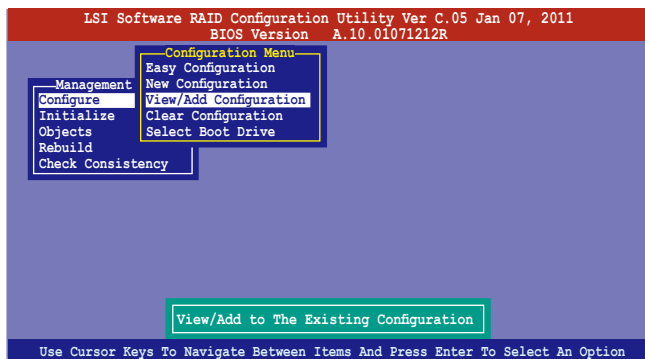 LSI Software RAID Configuration Utility Ver C.05 Jan 07, 2011
BIOS Version A.10.01071212R
Configuration Menu
Easy Configuration
New Configuration
View/Add Configuration
Clear Configuration
Select Boot Drive
Management
Configure
Initialize
Objects
Rebuild
Check Consistency
View/Add to The Existing Configuration
Use Cursor Keys To Navigate Between Items And Press Enter To Select An Option